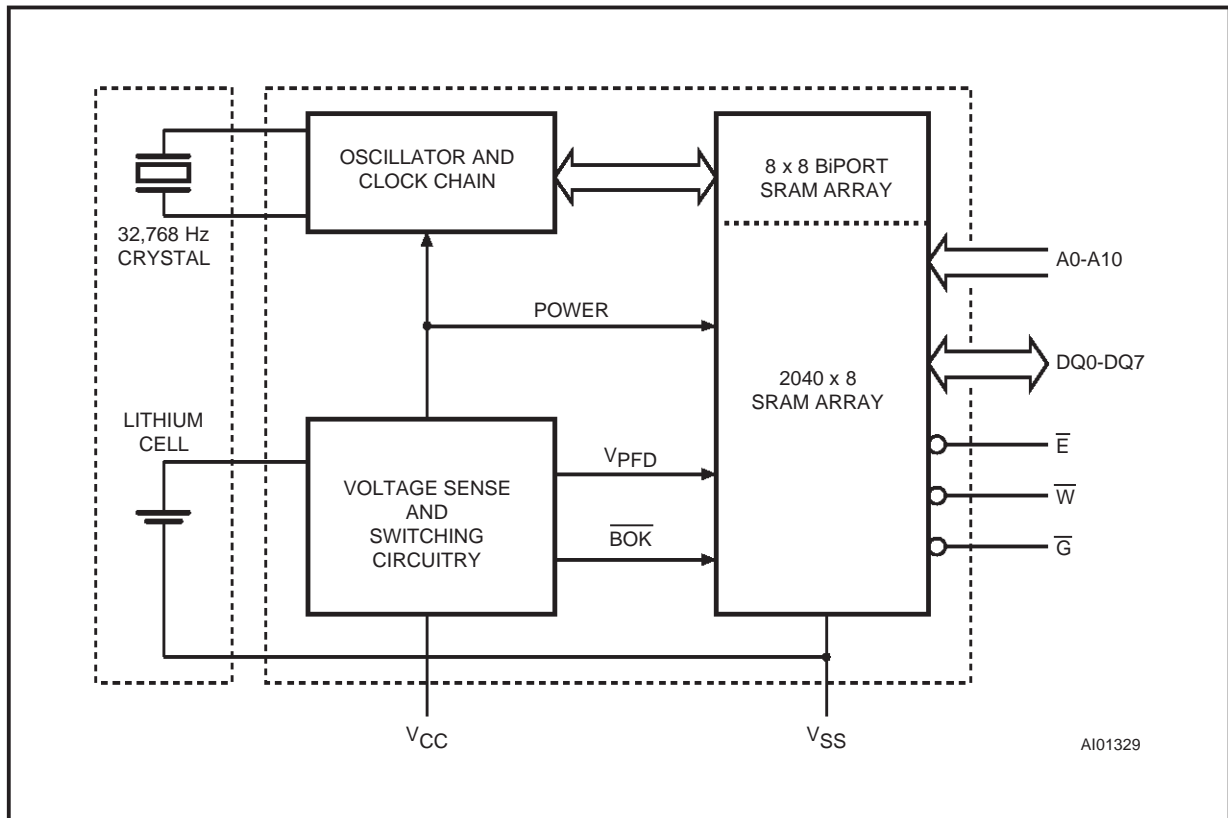 OSCILLATOR AND
CLOCK CHAIN
8 x 8 BiPORT
SRAM ARRAY
32,768 Hz
CRYSTAL
A0-A10
POWER
DQ0-DQ7
2040 x 8
SRAM ARRAY
LITHIUM
CELL
VPFD
E̅
VOLTAGE SENSE
AND
SWITCHING
CIRCUITRY
B̅O̅K̅
W̅
G̅
VCC
VSS
AI01329